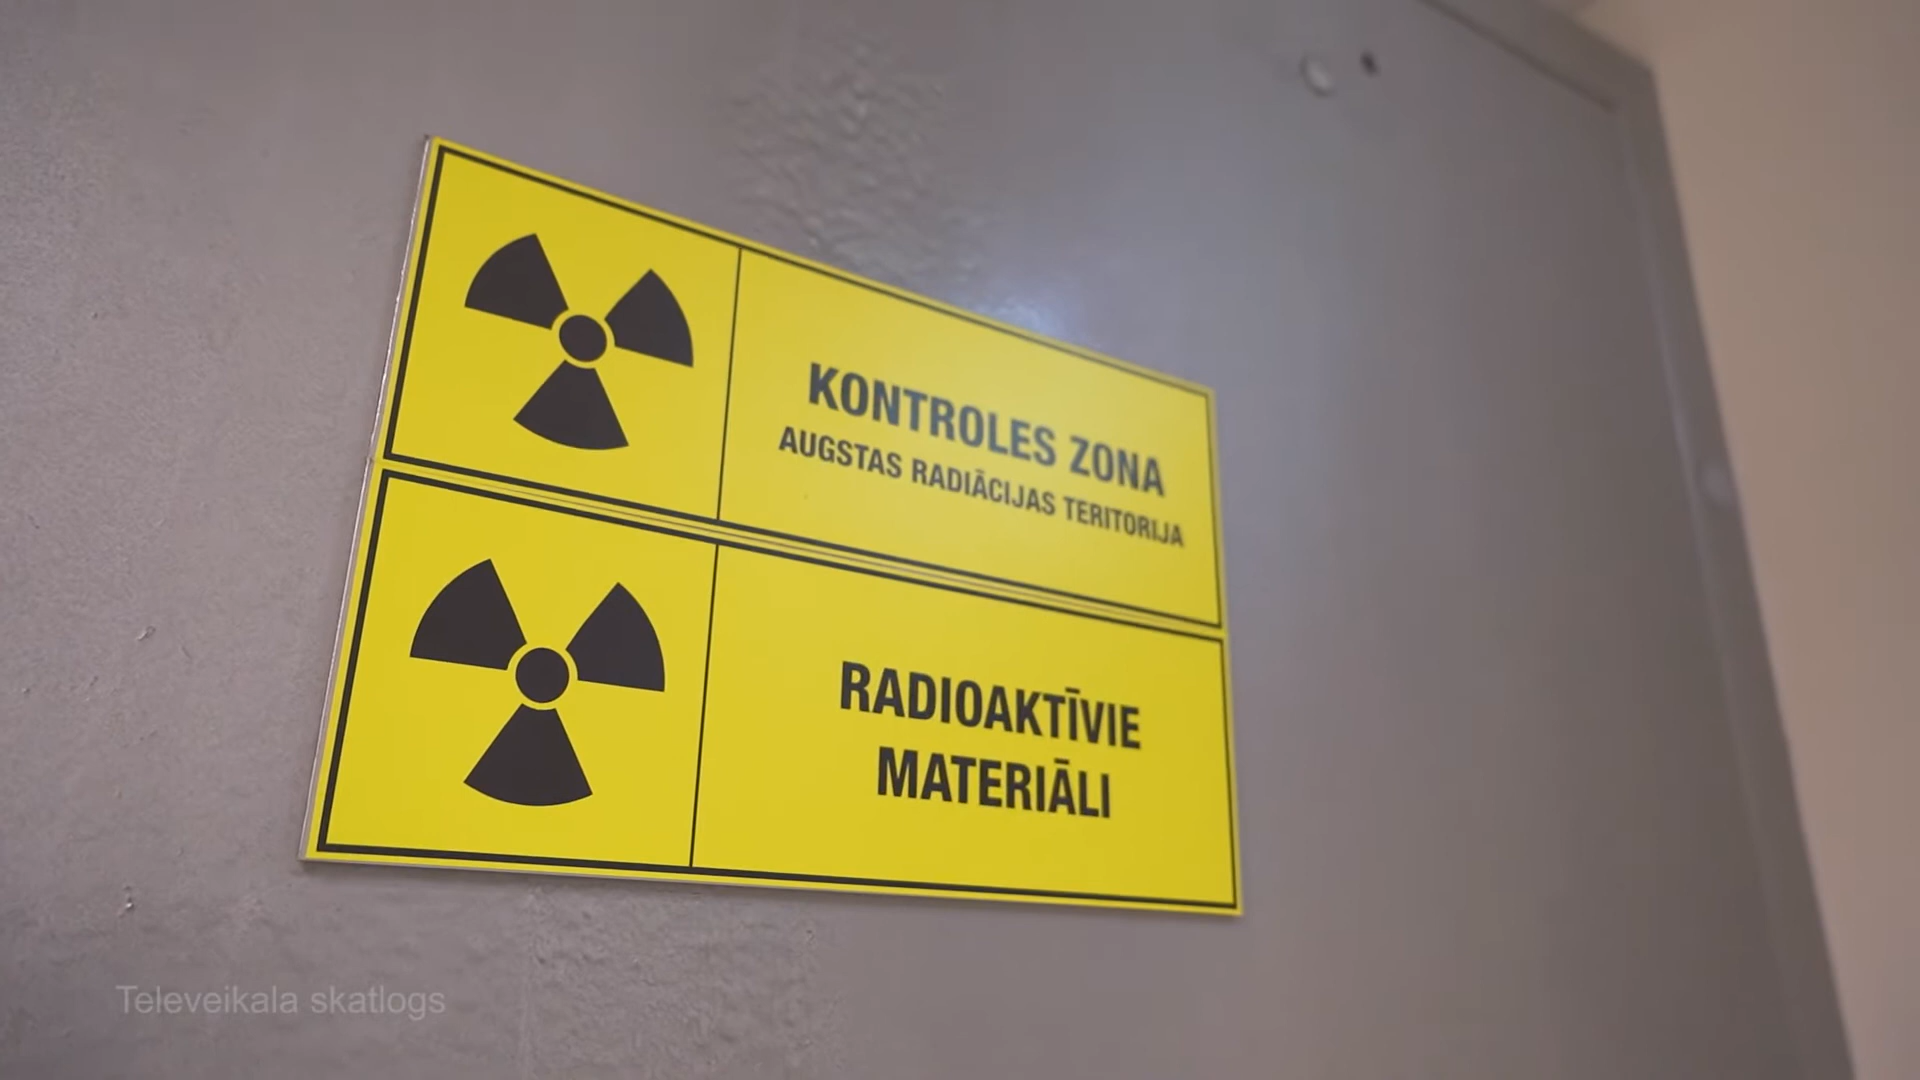 KONTROLES ZONA
AUGSTAS RADIĀCIJAS TERITORIJA
RADIOAKTĪVIE
MATERIĀLI
Televeikala skatlogs